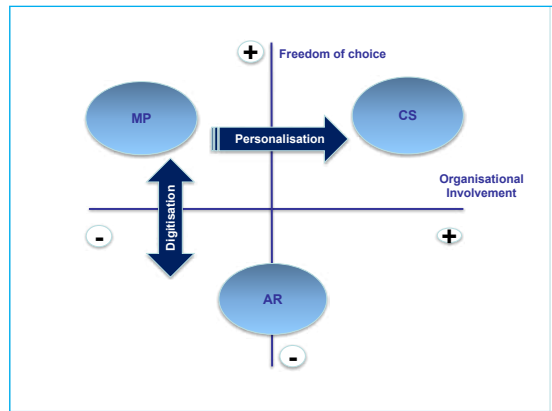 +
Freedom of choice
MP
CS
Personalisation
Organisational
Involvement
Digitisation
-
+
AR
-